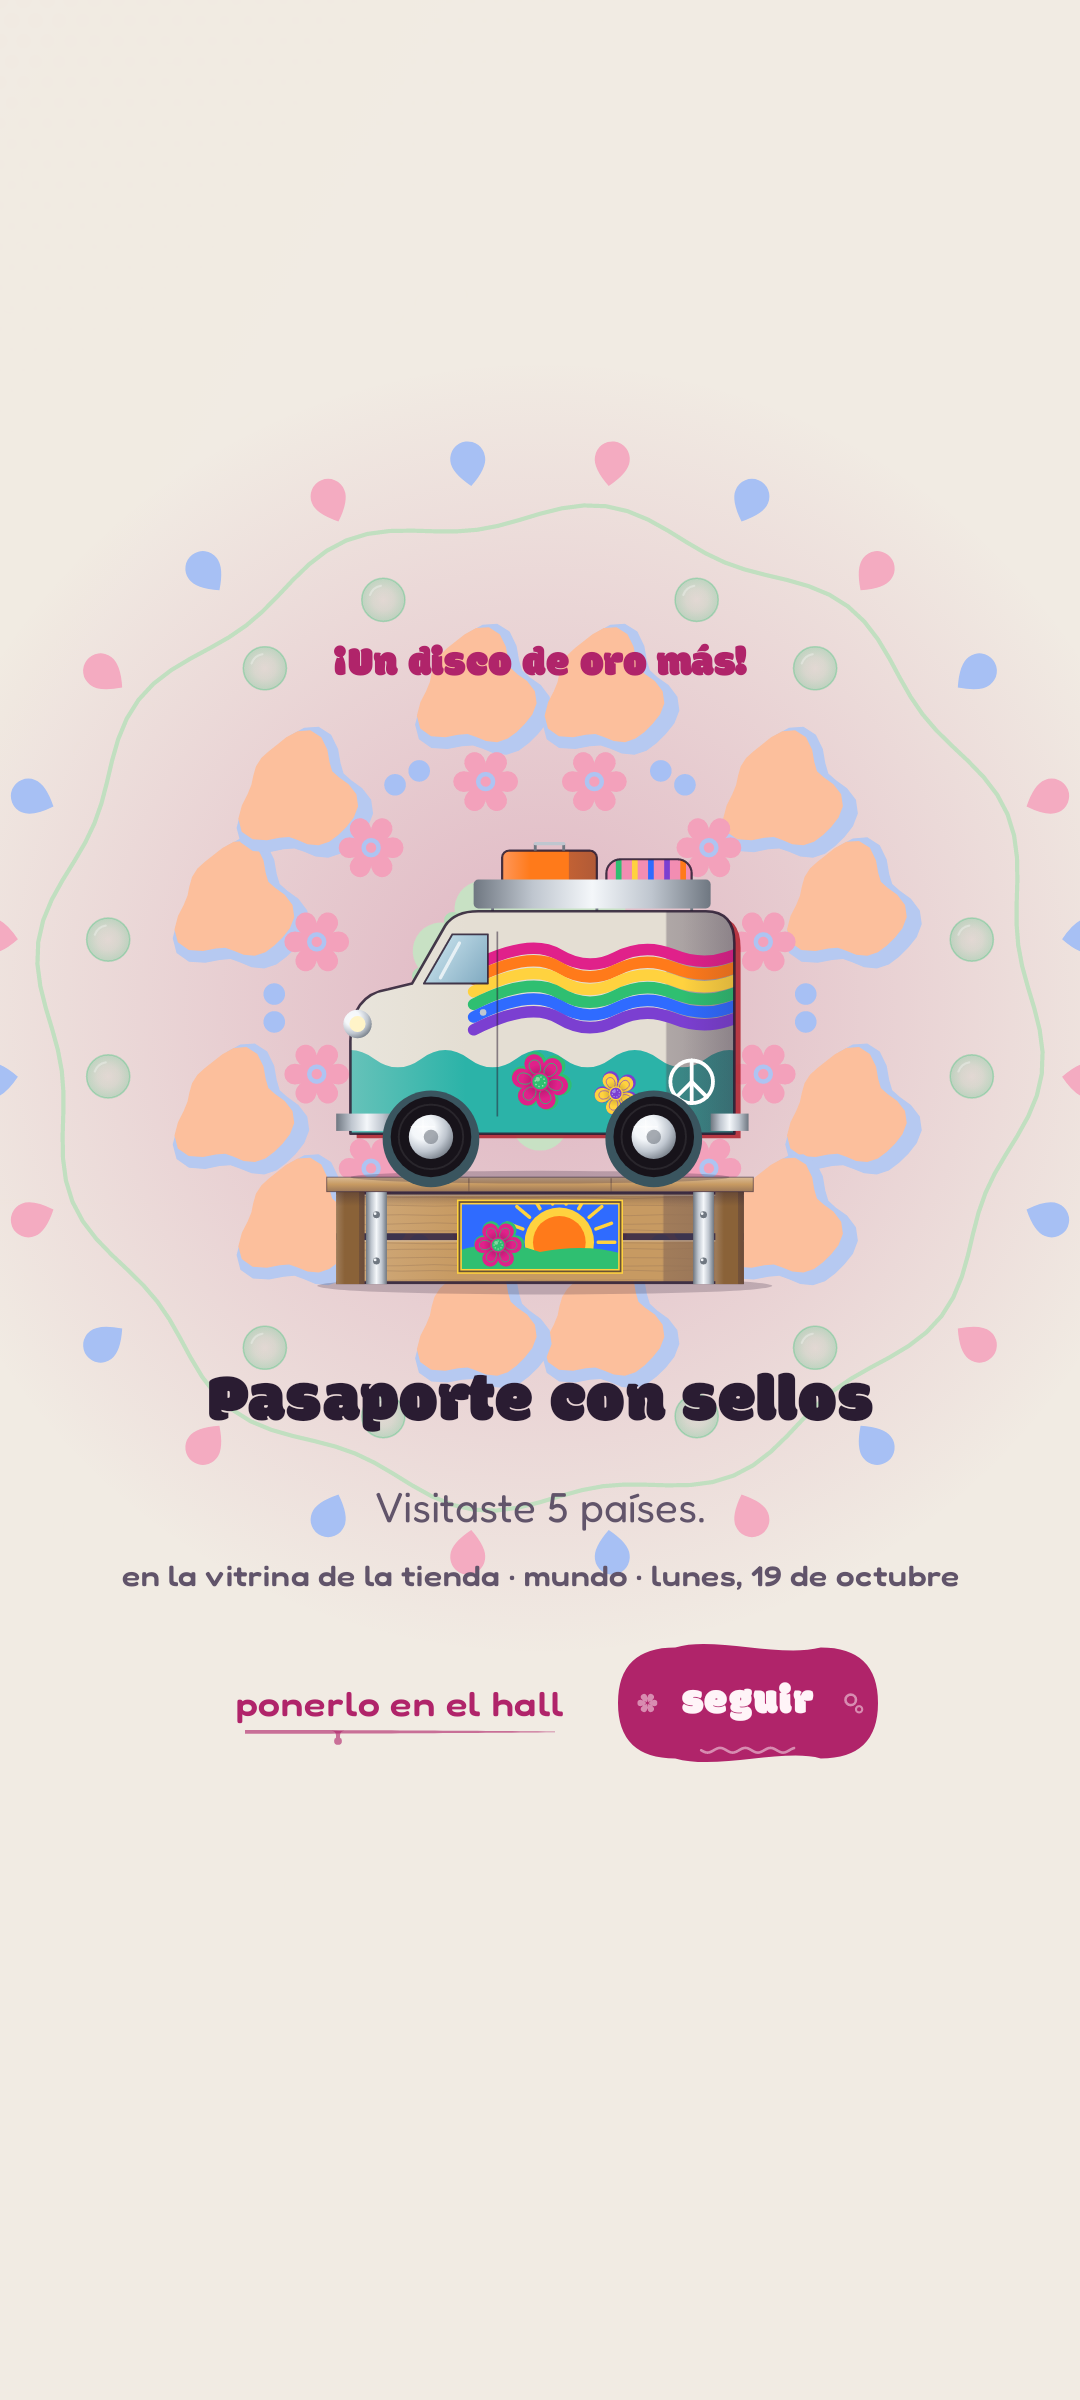 ¡Un disco de oro más!
Pasaporte con sellos
Visitaste 5 países.
en la vitrina de la tienda · mundo · lunes, 19 de octubre
ponerlo en el hall
seguir